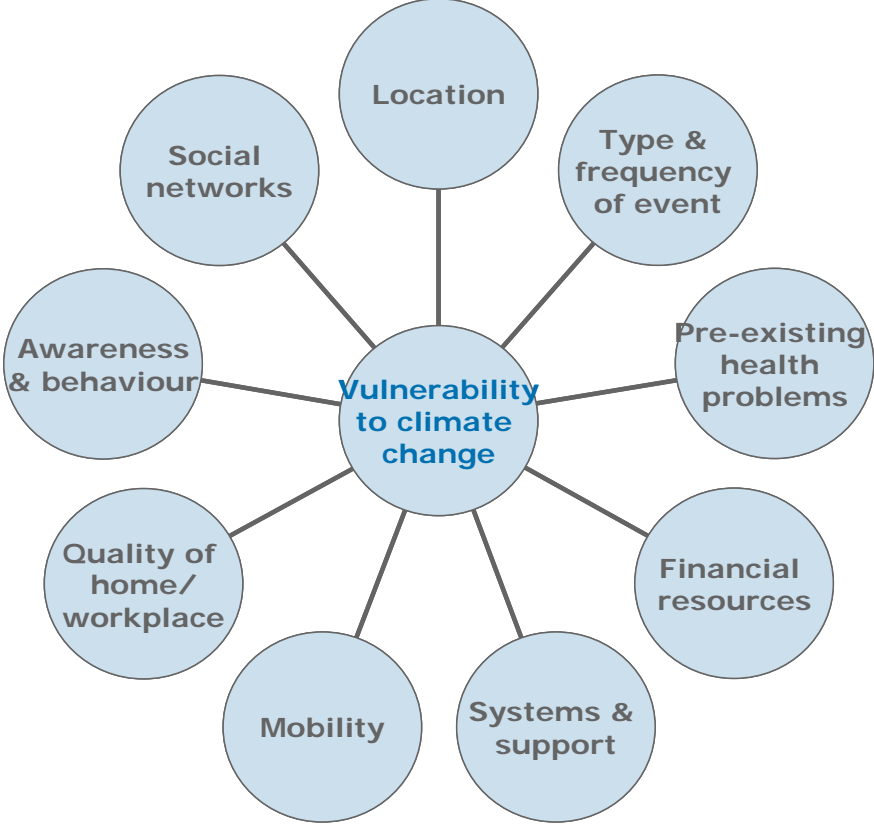 Location
Type &
frequency
of event
Pre-existing
health
problems
Financial
resources
Systems &
support
Mobility
Quality of
home/
workplace
Awareness
& behaviour
Social
networks
Vulnerability
to climate
change